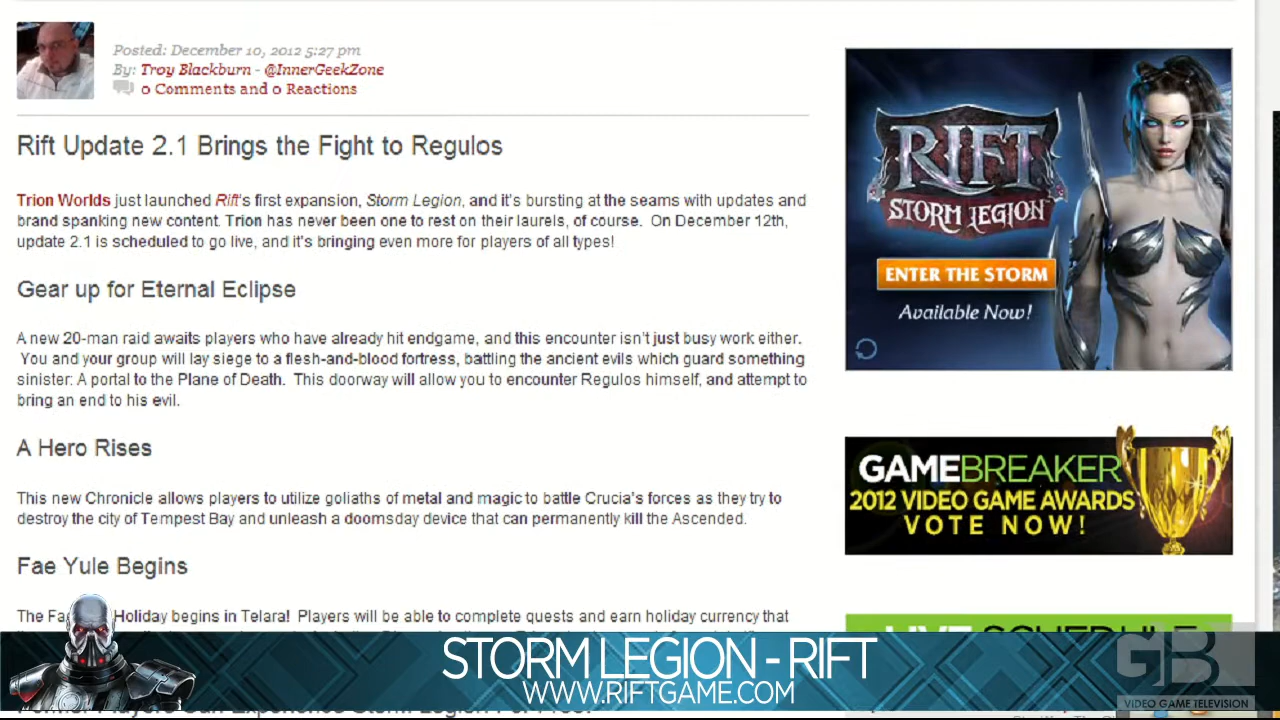 Posted: December 10, 2012 5:27 pm
By: Troy Blackburn - @InnerGeekZone
0 Comments and 0 Reactions
Rift Update 2.1 Brings the Fight to Regulos
Trion Worlds just launched Rift's first expansion, Storm Legion, and it's bursting at the seams with updates and
brand spanking new content. Trion has never been one to rest on their laurels, of course. On December 12th,
update 2.1 is scheduled to go live, and it's bringing even more for players of all types!
Gear up for Eternal Eclipse
A new 20-man raid awaits players who have already hit endgame, and this encounter isn't just busy work either.
You and your group will lay siege to a flesh-and-blood fortress, battling the ancient evils which guard something
sinister: A portal to the Plane of Death. This doorway will allow you to encounter Regulos himself, and attempt to
bring an end to his evil.
A Hero Rises
This new Chronicle allows players to utilize goliaths of metal and magic to battle Crucia's forces as they try to
destroy the city of Tempest Bay and unleash a doomsday device that can permanently kill the Ascended.
Fae Yule Begins
The Fae Holiday begins in Telara! Players will be able to complete quests and earn holiday currency that
RIFT
STORM LEGION
ENTER THE STORM
Available Now!
GAMEBREAKER
2012 VIDEO GAME AWARDS
VOTE NOW!
LIVE SCHEDULE
STORM LEGION - RIFT
WWW.RIFTGAME.COM
GB
VIDEO GAME TELEVISION